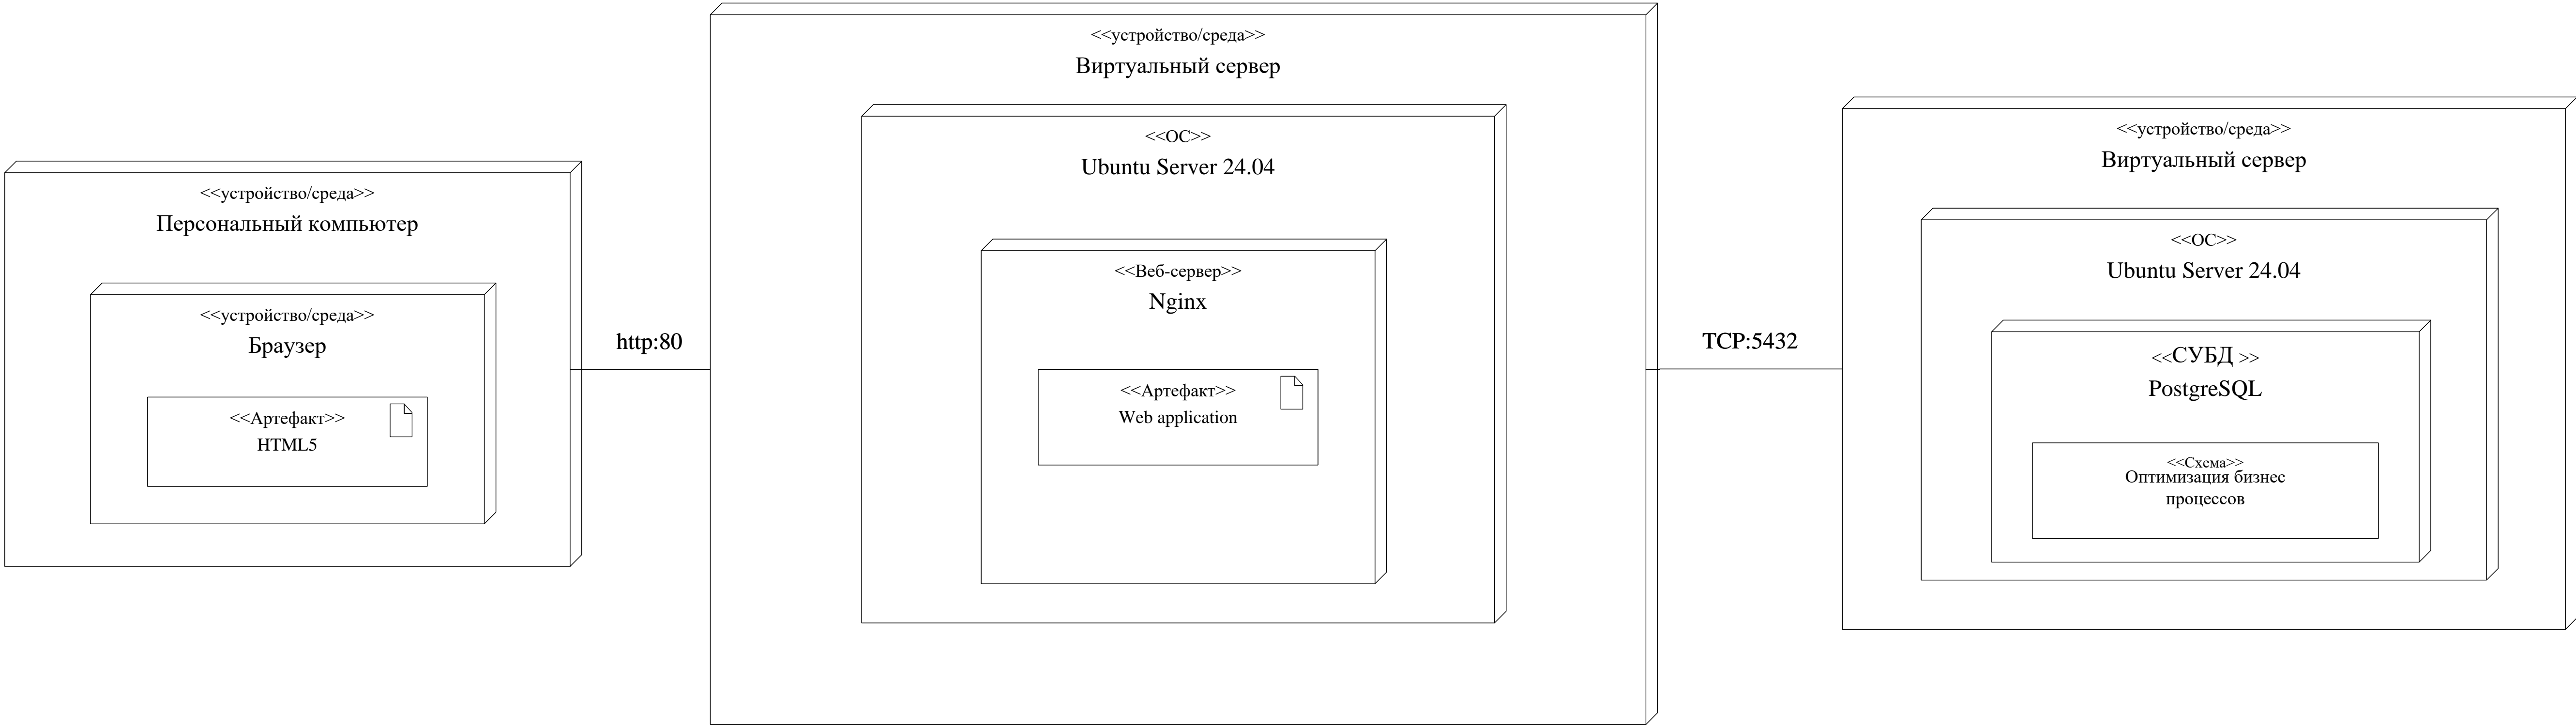 <<устройство/среда>>
Персональный компьютер
<<устройство/среда>>
Браузер
<<Артефакт>>
HTML5
http:80
<<устройство/среда>>
Виртуальный сервер
<<ОС>>
Ubuntu Server 24.04
<<Веб-сервер>>
Nginx
<<Артефакт>>
Web application
TCP:5432
<<устройство/среда>>
Виртуальный сервер
<<ОС>>
Ubuntu Server 24.04
<<СУБД >>
PostgreSQL
<<Схема>>
Оптимизация бизнес
процессов